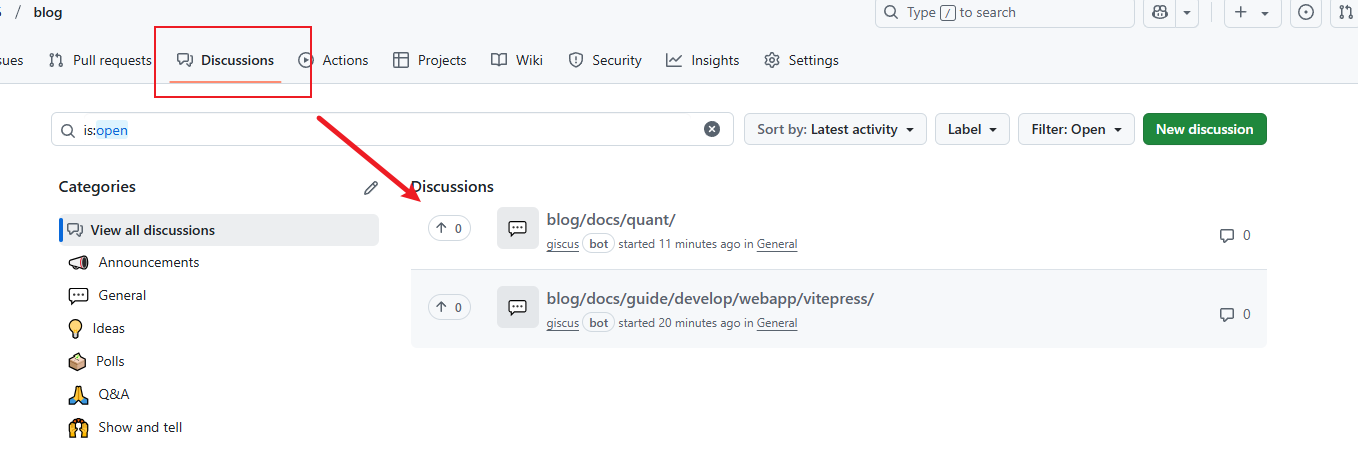 / blog
Type / to search
Pull requests Discussions Actions Projects Wiki Security Insights Settings
is:open
Sort by: Latest activity Label Filter: Open New discussion
Categories
View all discussions
Announcements
General
Ideas
Polls
Q&A
Show and tell
Discussions
0
blog/docs/quant/
giscus bot started 11 minutes ago in General
0
0
blog/docs/guide/develop/webapp/vitepress/
giscus bot started 20 minutes ago in General
0